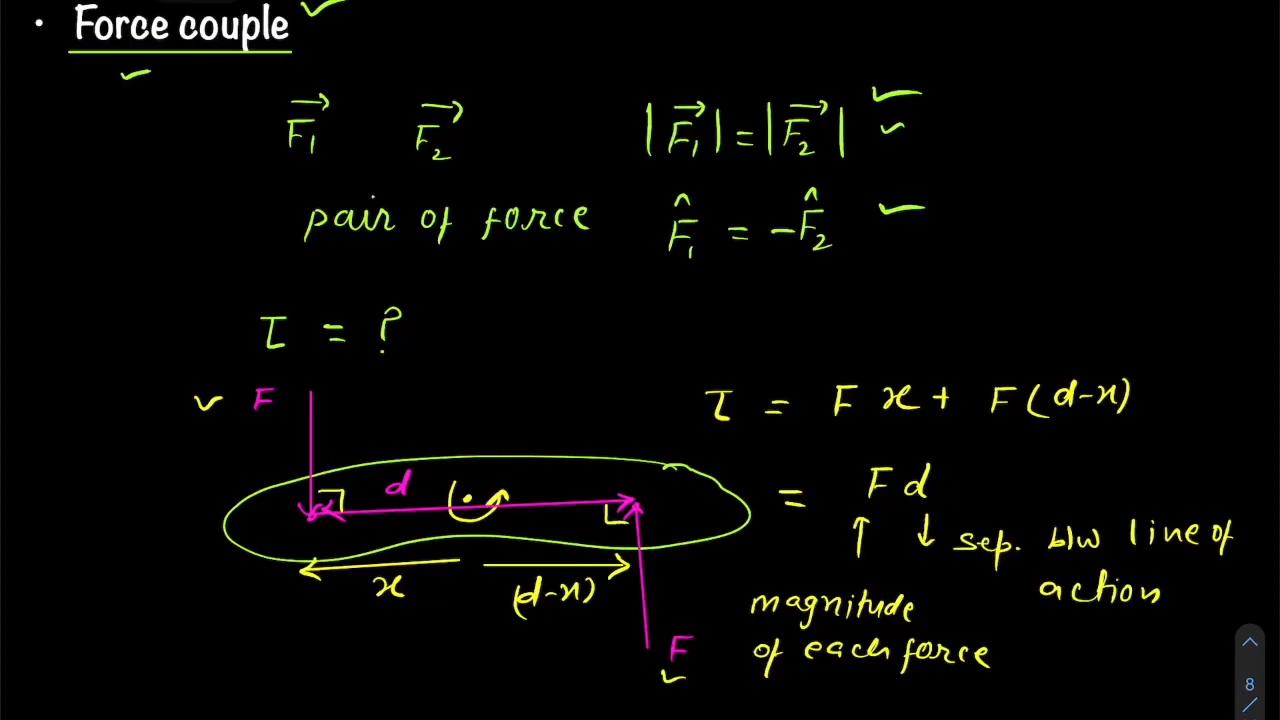 • Force couple
F₁→ F₂→ |F₁→| = |F₂→|
pair of force F̂₁ = -F̂₂
τ = ?
F
τ = F x + F(d-x)
d
= Fd
sep. b/w line of action
x (d-x)
magnitude of each force
F
8